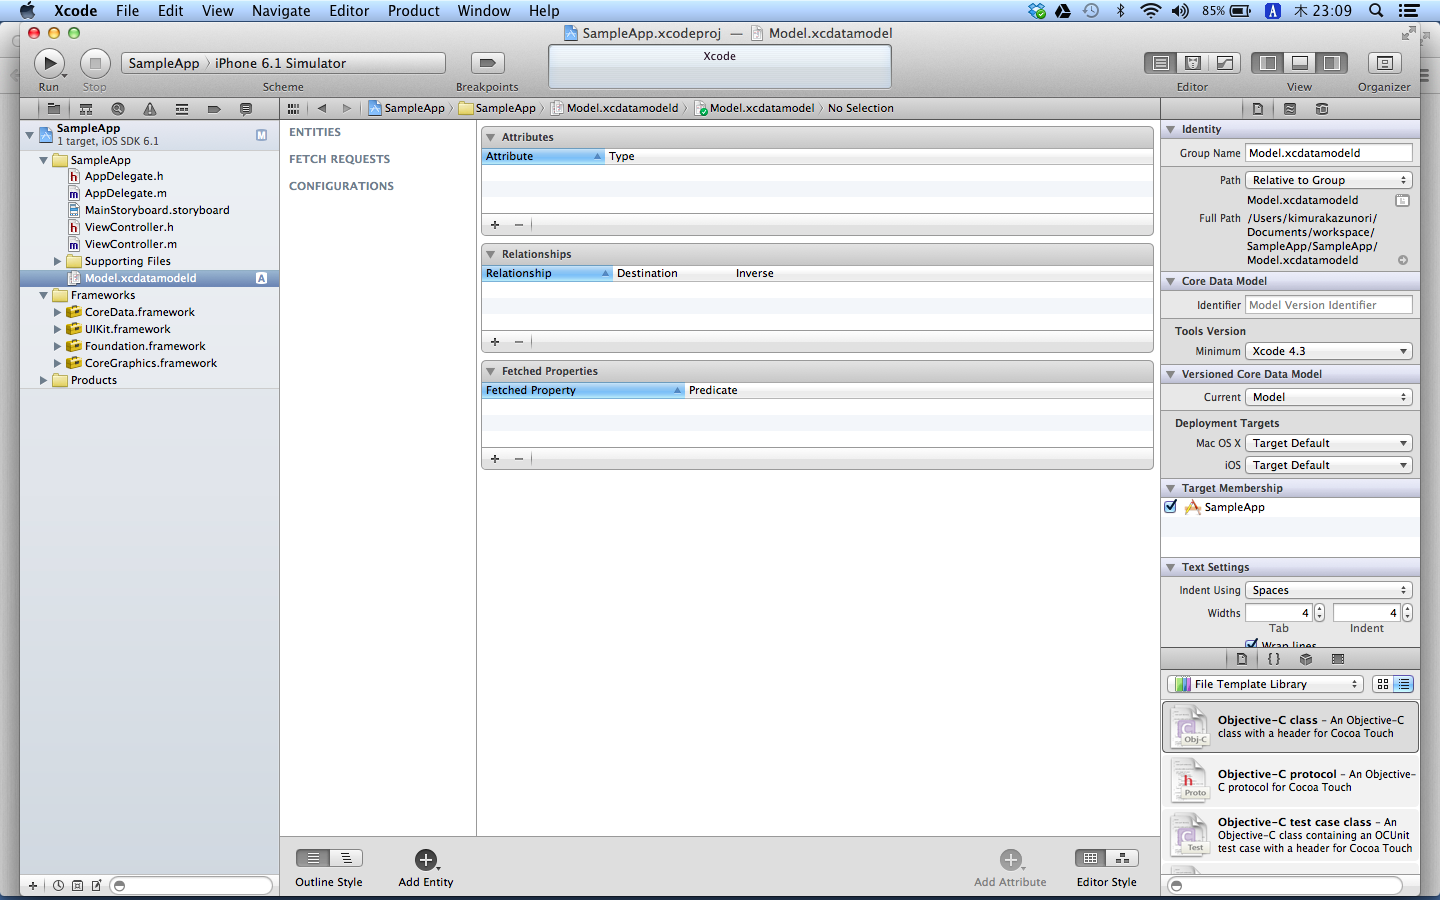 Xcode File Edit View Navigate Editor Product Window Help 85% A 木 23:09
SampleApp.xcodeproj — Model.xcdatamodel
SampleApp iPhone 6.1 Simulator
Xcode
Run Stop Scheme Breakpoints Editor View Organizer
SampleApp SampleApp Model.xcdatamodeld Model.xcdatamodel No Selection
SampleApp
1 target, iOS SDK 6.1
M
SampleApp
h AppDelegate.h
m AppDelegate.m
MainStoryboard.storyboard
h ViewController.h
m ViewController.m
Supporting Files
Model.xcdatamodeld A
Frameworks
CoreData.framework
UIKit.framework
Foundation.framework
CoreGraphics.framework
Products
ENTITIES
FETCH REQUESTS
CONFIGURATIONS
Attributes
Attribute Type
Relationships
Relationship Destination Inverse
Fetched Properties
Fetched Property Predicate
Outline Style Add Entity Add Attribute Editor Style
Identity
Group Name Model.xcdatamodeld
Path Relative to Group
Model.xcdatamodeld
Full Path /Users/kimurakazunori/
Documents/workspace/
SampleApp/SampleApp/
Model.xcdatamodeld
Core Data Model
Identifier Model Version Identifier
Tools Version
Minimum Xcode 4.3
Versioned Core Data Model
Current Model
Deployment Targets
Mac OS X Target Default
iOS Target Default
Target Membership
SampleApp
Text Settings
Indent Using Spaces
Widths 4 4
Tab Indent
Wrap lines
{ }
File Template Library
Objective-C class – An Objective-C
class with a header for Cocoa Touch
Obj-C
Objective-C protocol – An Objective-
C protocol for Cocoa Touch
h
Proto
Objective-C test case class – An
Objective-C class containing an OCUnit
test case with a header for Cocoa Touch
Test